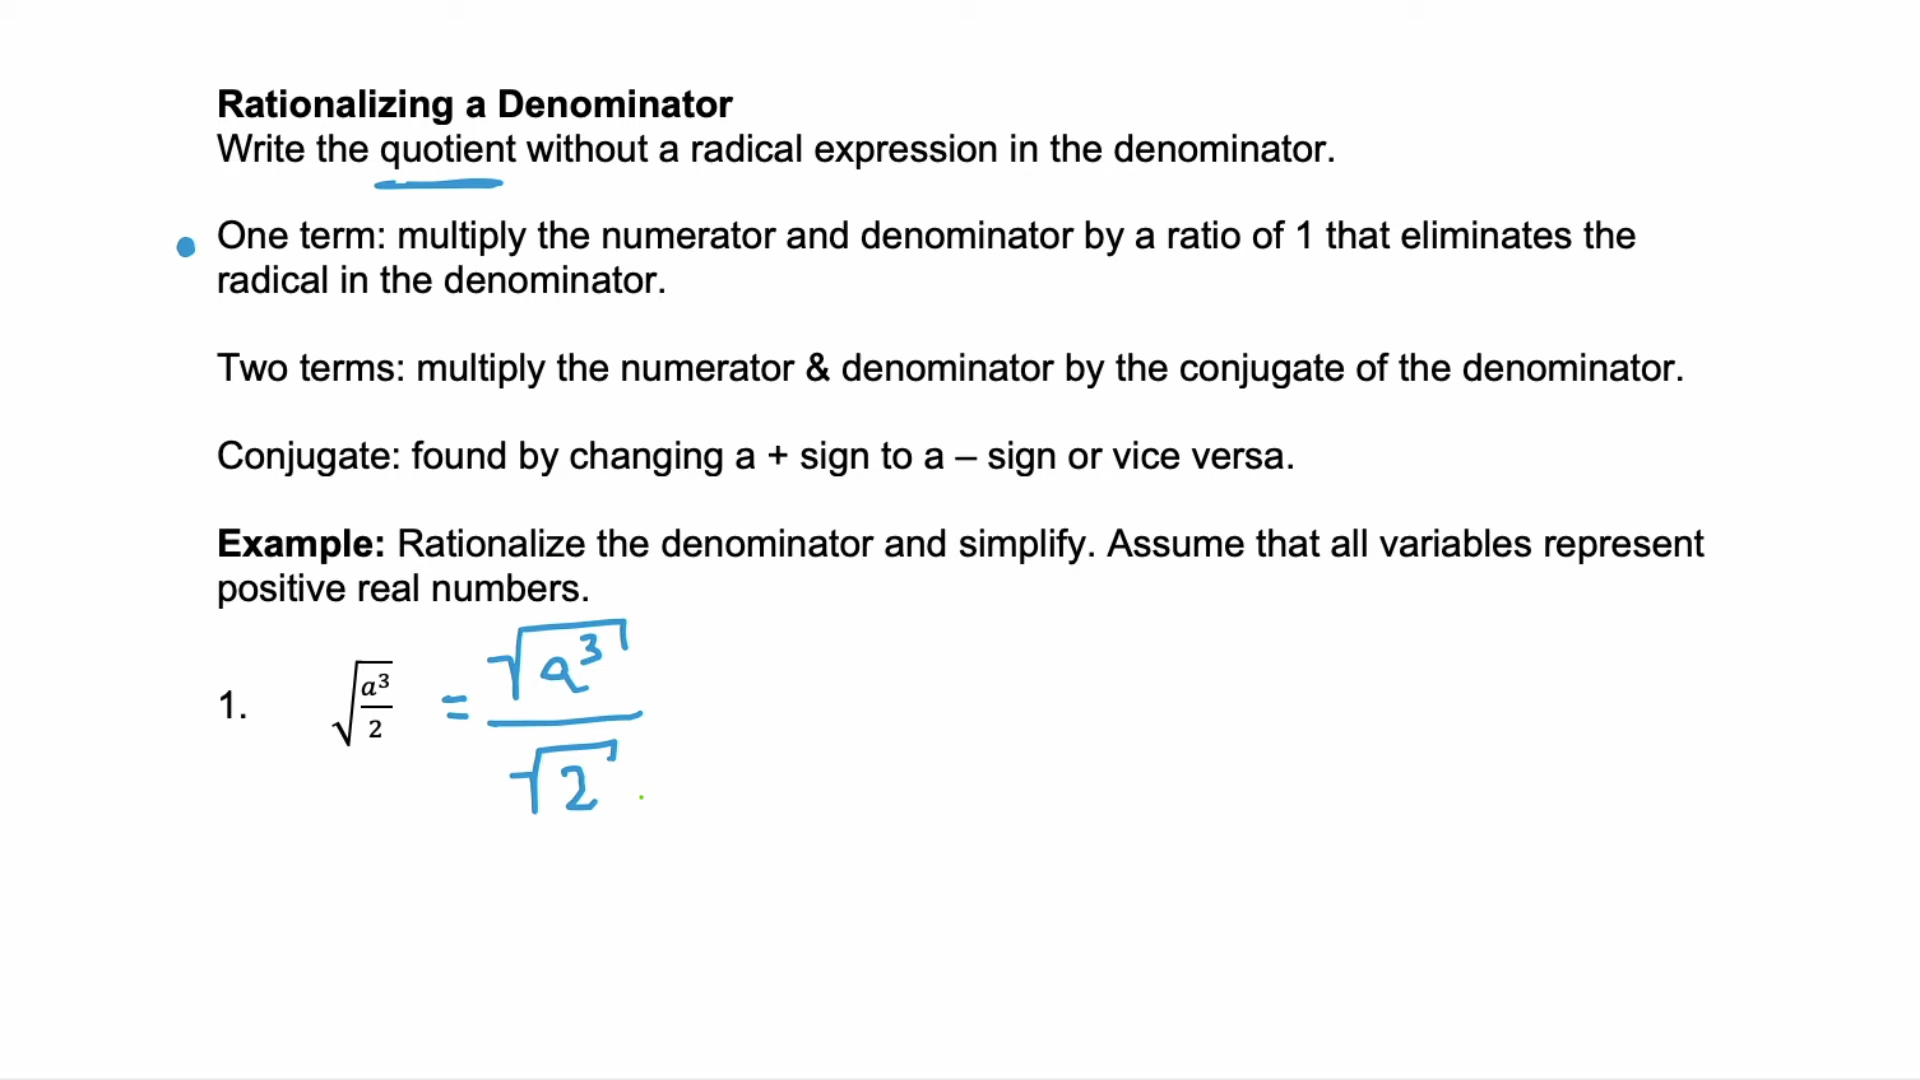 Rationalizing a Denominator
Write the quotient without a radical expression in the denominator.
One term: multiply the numerator and denominator by a ratio of 1 that eliminates the
radical in the denominator.
Two terms: multiply the numerator & denominator by the conjugate of the denominator.
Conjugate: found by changing a + sign to a – sign or vice versa.
Example: Rationalize the denominator and simplify. Assume that all variables represent
positive real numbers.
1. √(a³/2) = √a³/√2